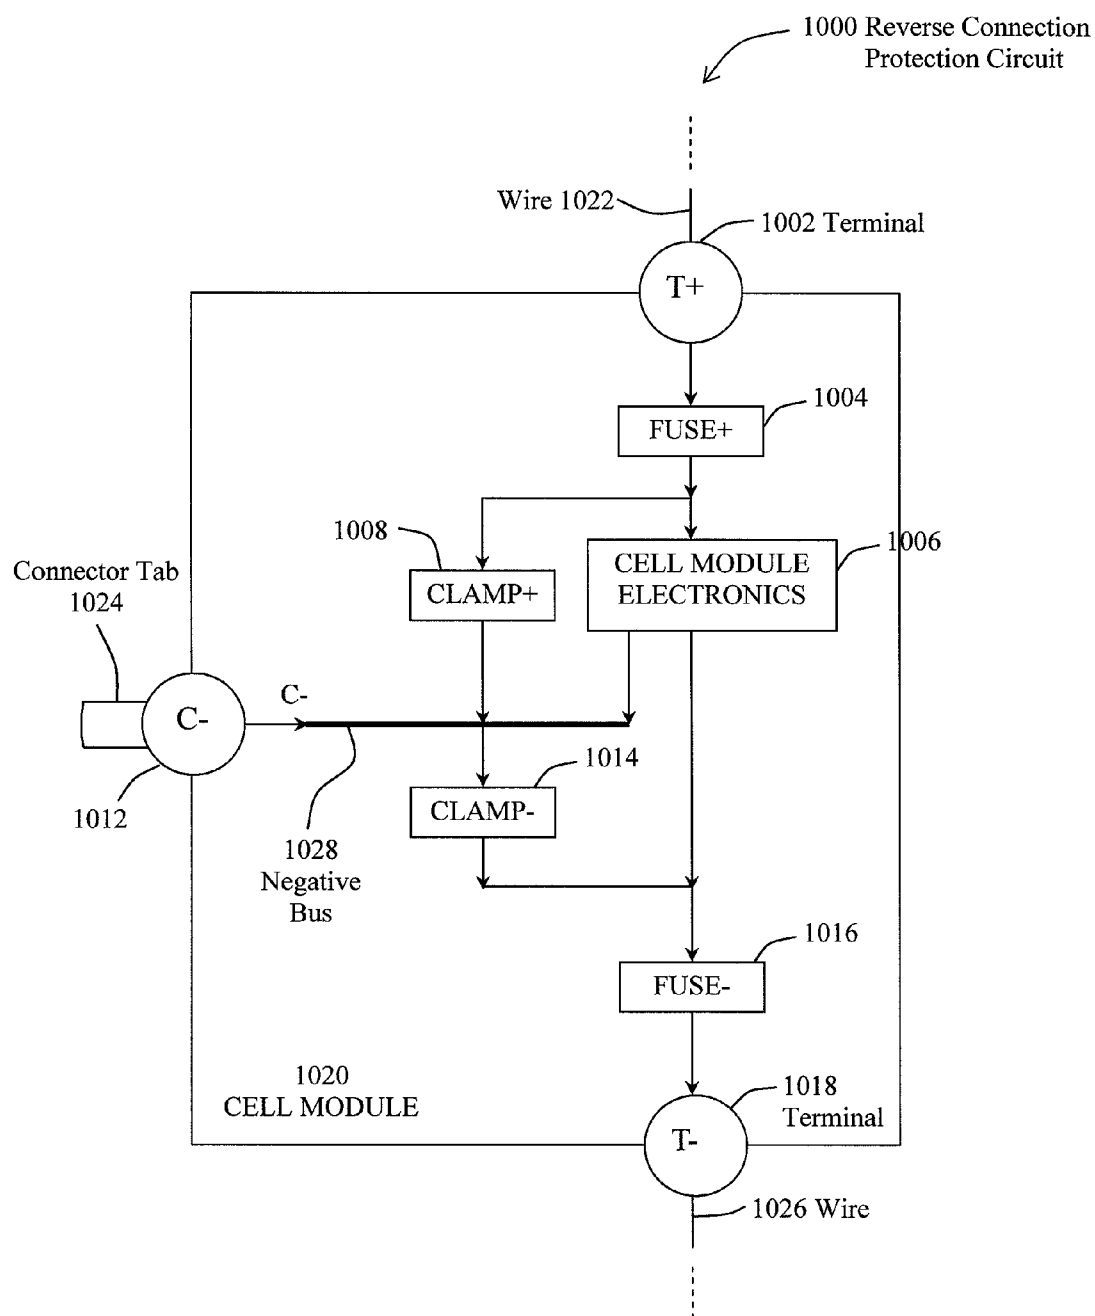 1000 Reverse Connection
Protection Circuit
Wire 1022
1002 Terminal
T+
1004
FUSE+
1008
1006
CELL MODULE
ELECTRONICS
Connector Tab
1024
CLAMP+
C-
C-
1014
1012
CLAMP-
1028
Negative
Bus
1016
FUSE-
1020
CELL MODULE
1018
Terminal
T-
1026 Wire